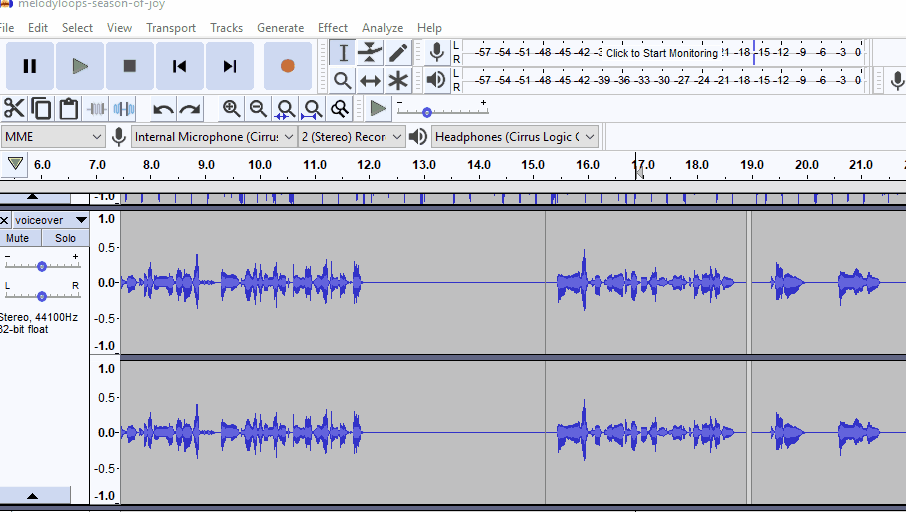 melodyloops-season-of-joy
File Edit Select View Transport Tracks Generate Effect Analyze Help
L
R
-57 -54 -51 -48 -45 -42 -3 Click to Start Monitoring !1 -18 -15 -12 -9 -6 -3 0
L
R
-57 -54 -51 -48 -45 -42 -39 -36 -33 -30 -27 -24 -21 -18 -15 -12 -9 -6 -3 0
- +
MME Internal Microphone (Cirrus 2 (Stereo) Recor Headphones (Cirrus Logic C
6.0 7.0 8.0 9.0 10.0 11.0 12.0 13.0 14.0 15.0 16.0 17.0 18.0 19.0 20.0 21.0
-1.0
voiceover
Mute Solo
- +
L R
Stereo, 44100Hz
32-bit float
1.0
0.5
0.0
-0.5
-1.0
1.0
0.5
0.0
-0.5
-1.0